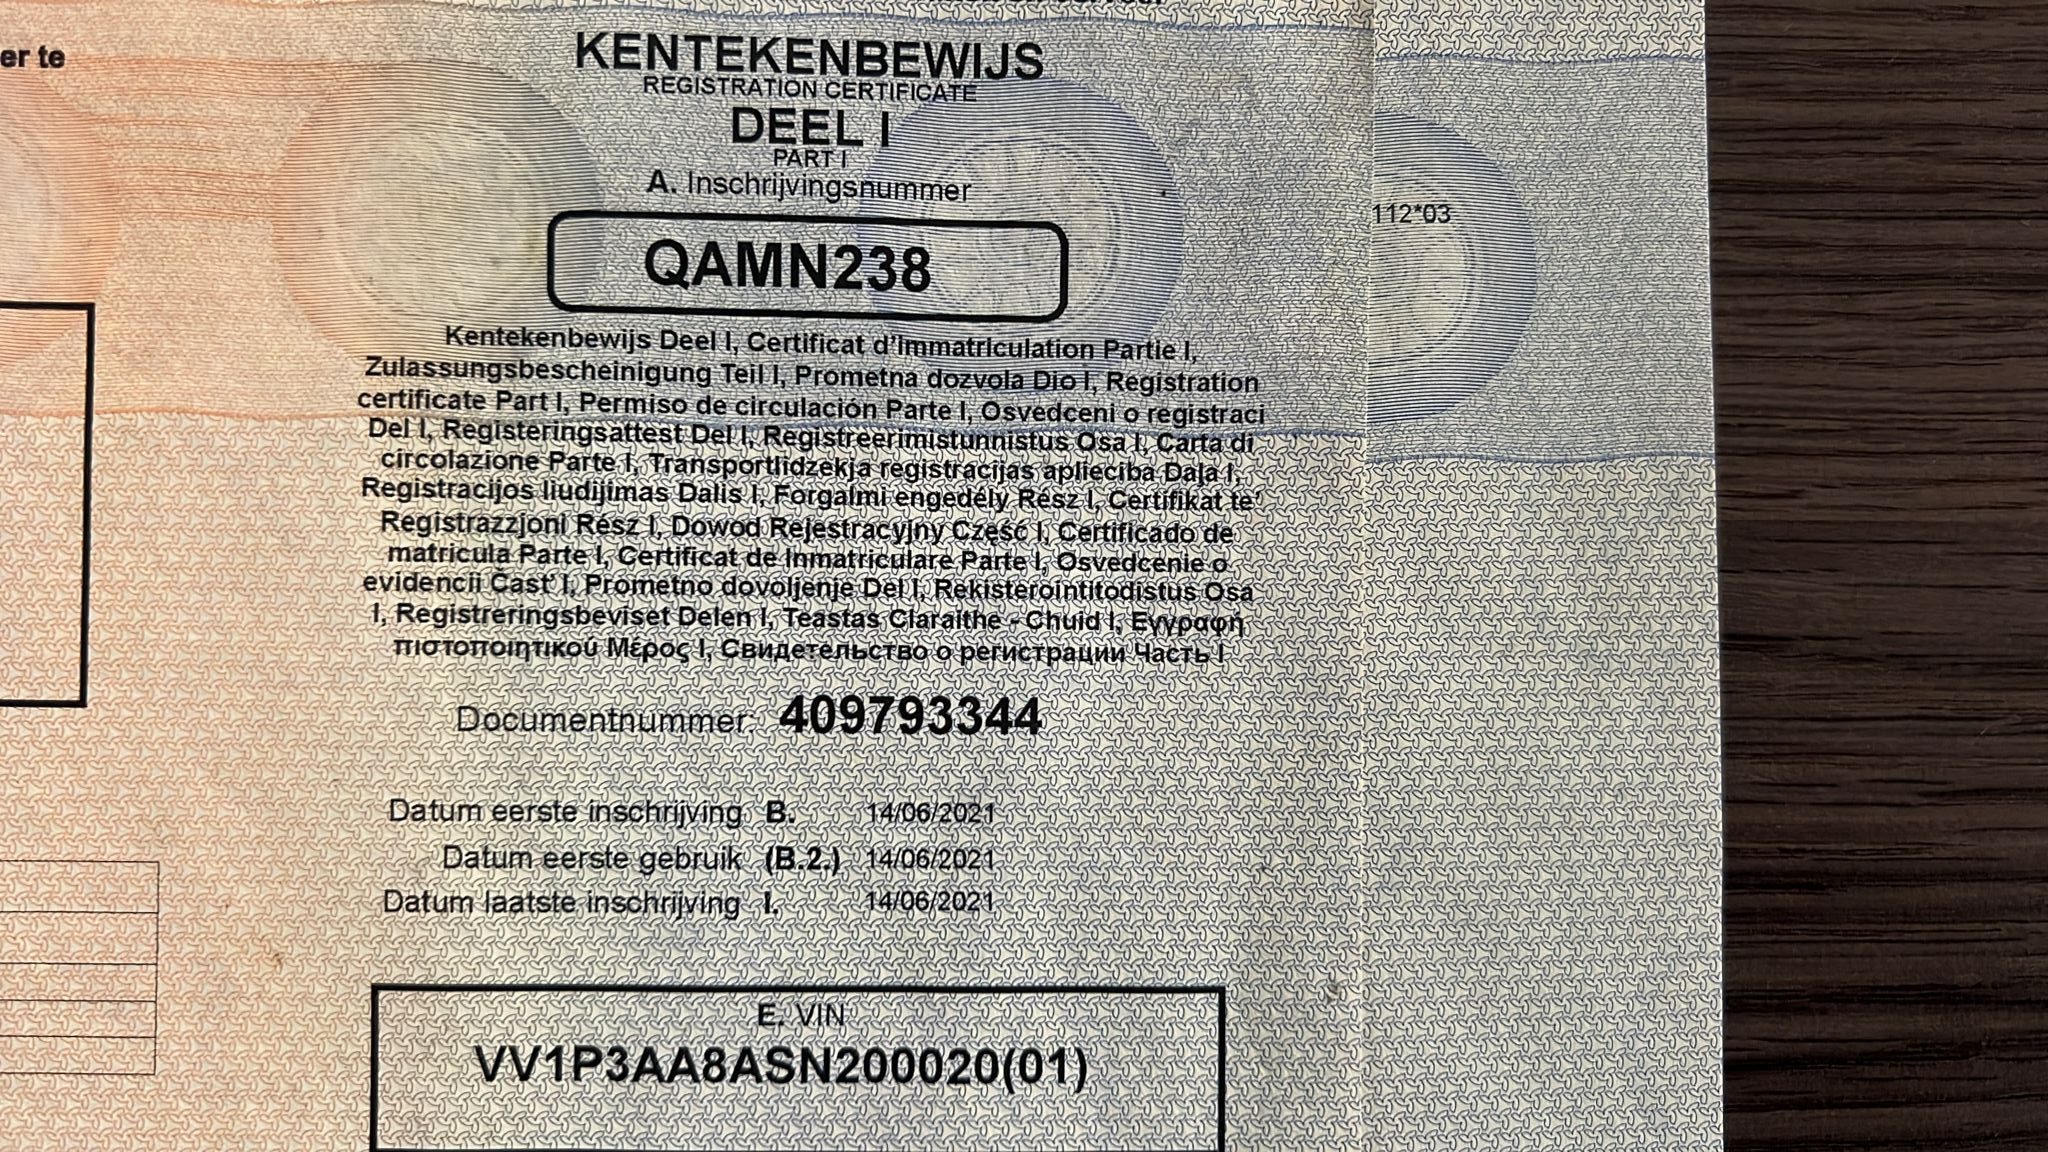 er te
KENTEKENBEWIJS
REGISTRATION CERTIFICATE
DEEL I
PART I
A. Inschrijvingsnummer
112*03
QAMN238
Kentekenbewijs Deel I, Certificat d'immatriculation Partie I,
Zulassungsbescheinigung Teil I, Prometna dozvola Dio I, Registration
certificate Part I, Permiso de circulación Parte I, Osvedceni o registraci
Del I, Registeringsattest Del I, Registreerimistunnistus Osa I, Carta di
circolazione Parte I, Transportlidzekja registracijas aplieciba Daļa I,
Registracijos liudijimas Dalis I, Forgalmi engedély Rész I, Certifikat te'
Registrazzjoni Rész I, Dowod Rejestracyjny Część I, Certificado de
matricula Parte I, Certificat de Inmatriculare Parte I, Osvedcenie o
evidencii Časť I, Prometno dovoljenje Del I, Rekisterointitodistus Osa
I, Registreringsbeviset Delen I, Teastas Claraithe - Chuid I, Εγγραφή
πιστοποιητικού Μέρος I, Свидетельство о регистрации Часть I
Documentnummer: 409793344
Datum eerste inschrijving B. 14/06/2021
Datum eerste gebruik (B.2.) 14/06/2021
Datum laatste inschrijving I. 14/06/2021
E. VIN
VV1P3AA8ASN200020(01)